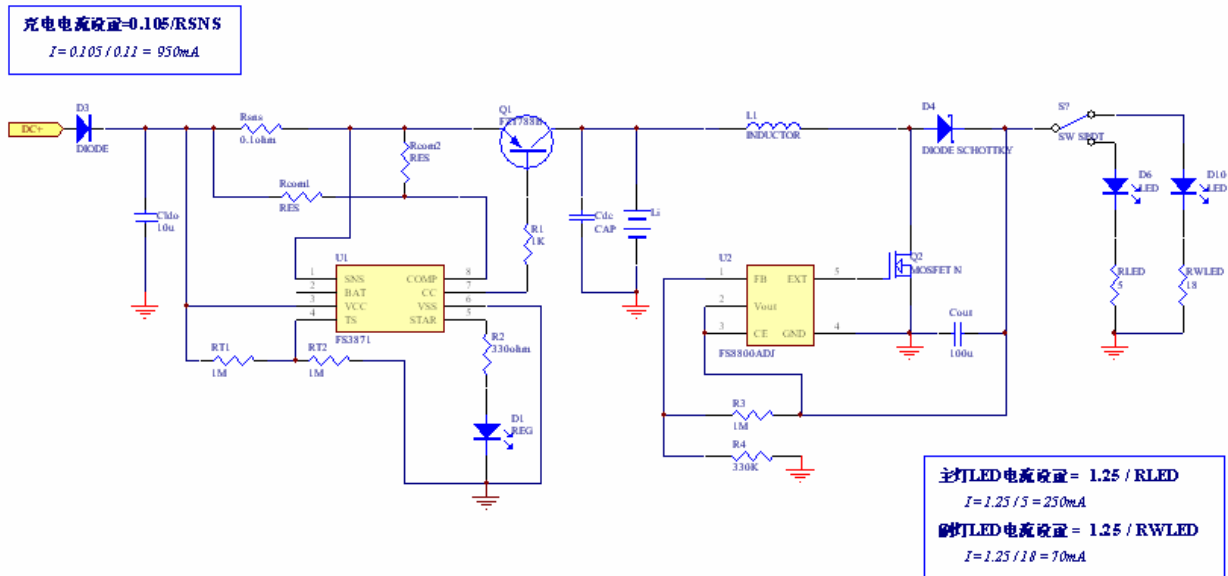 充电电流设置=0.105/RSNS
I = 0.105 / 0.11 = 950mA
DC+
D3
DIODE
Rsns
0.1ohm
Rcom2
RES
Rcom1
RES
Cldo
10u
Q1
R1
1K
Cdc
CAP
Li
L1
INDUCTOR
D4
DIODE SCHOTTKY
S?
SW SPDT
D6
LED
D10
LED
RLED
5
RWLED
18
U1
1 SNS COMP 8
2 BAT CC 7
3 VCC VSS 6
4 TS STAR 5
FS3871
RT1
1M
RT2
1M
R2
330ohm
D1
REG
U2
1 FB EXT 5
2 Vout
3 CE GND 4
FS8800ADJ
Q2
MOSFET N
Cout
100u
R3
1M
R4
330K
主灯LED电流设置= 1.25 / RLED
I = 1.25 / 5 = 250mA
副灯LED电流设置 = 1.25 / RWLED
I = 1.25 / 18 = 70mA